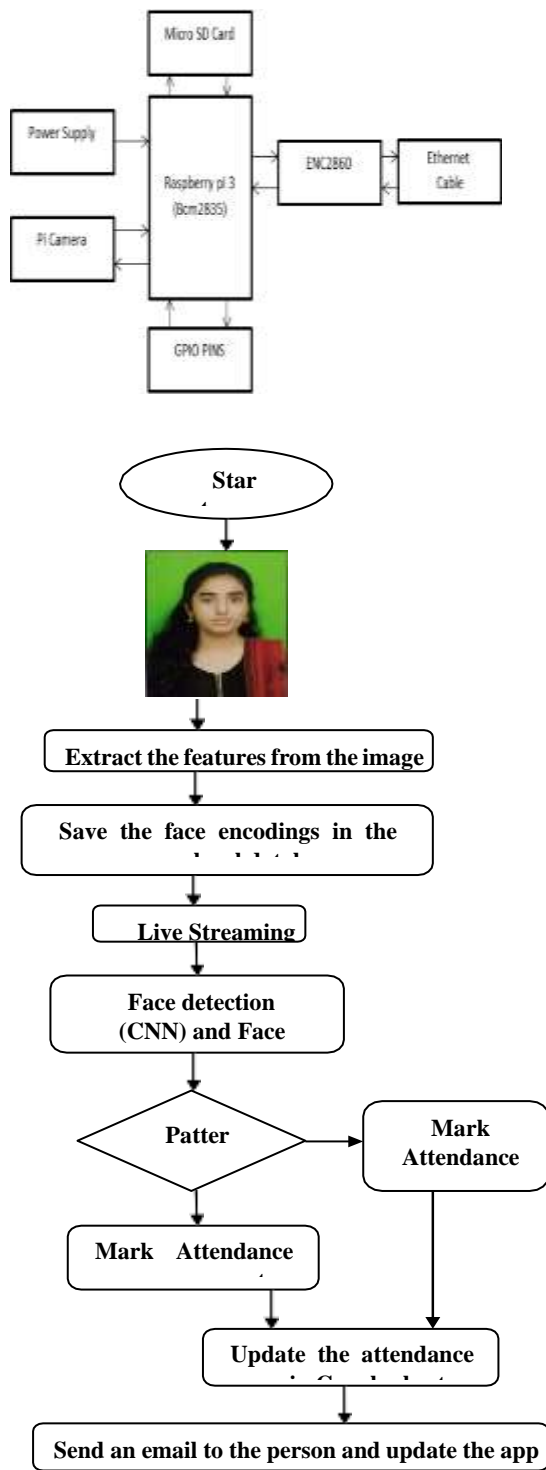 Micro SD Card
Power Supply
Raspberry pi 3
(Bcm2835)
ENC2860
Ethernet
Cable
Pi Camera
GPIO PINS
Star
Extract the features from the image
Save the face encodings in the
Live Streaming
Face detection
(CNN) and Face
Patter
Mark
Attendance
Mark Attendance
Update the attendance
Send an email to the person and update the app